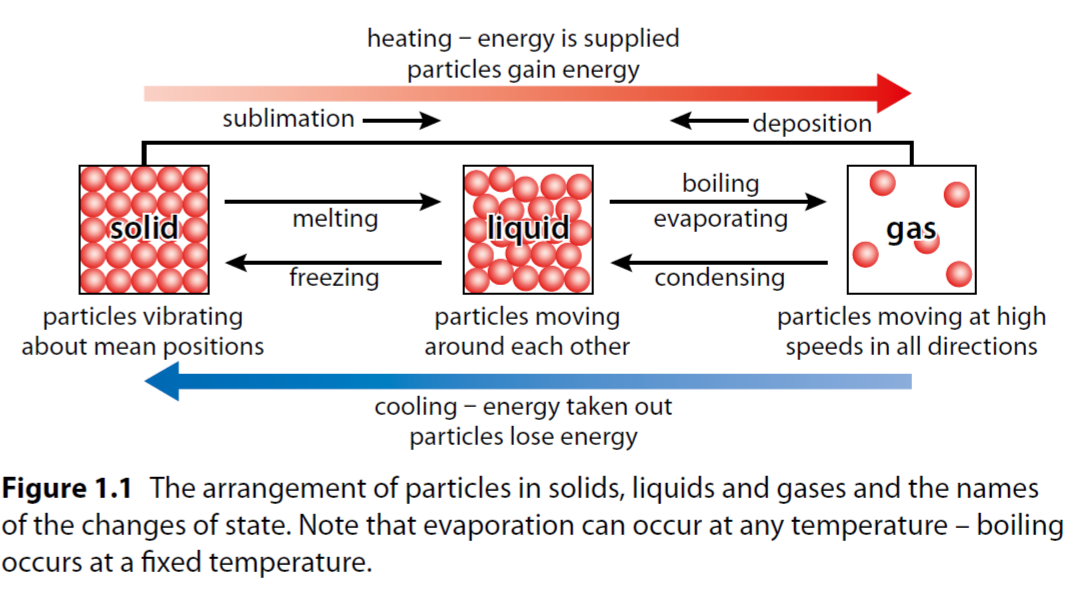 heating – energy is supplied
particles gain energy
sublimation
deposition
solid
melting
freezing
liquid
boiling
evaporating
condensing
gas
particles vibrating
about mean positions
particles moving
around each other
particles moving at high
speeds in all directions
cooling – energy taken out
particles lose energy
Figure 1.1 The arrangement of particles in solids, liquids and gases and the names
of the changes of state. Note that evaporation can occur at any temperature – boiling
occurs at a fixed temperature.